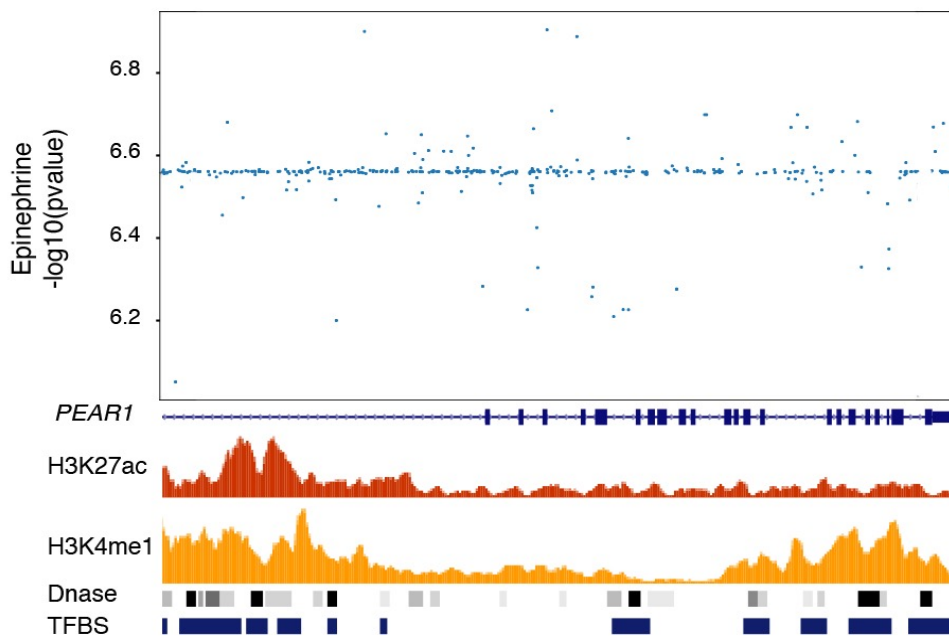 Epinephrine
-log10(pvalue)
6.8
6.6
6.4
6.2
PEAR1
H3K27ac
H3K4me1
Dnase
TFBS